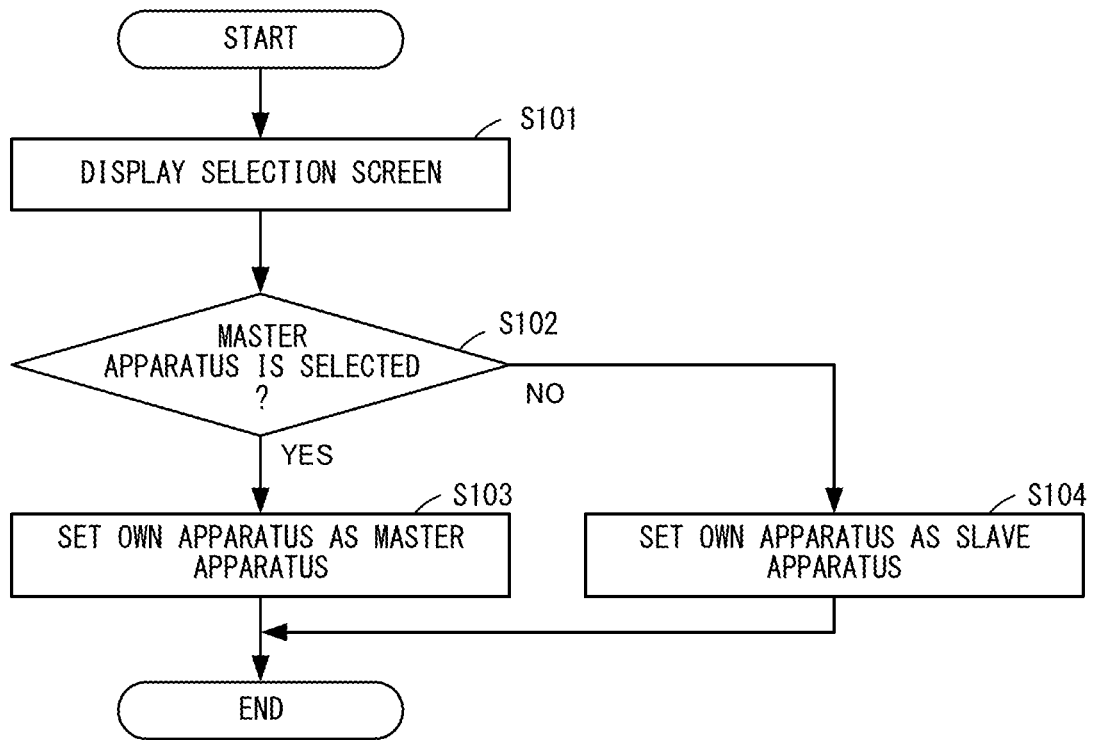 START
S101
DISPLAY SELECTION SCREEN
S102
MASTER
APPARATUS IS SELECTED
?
NO
YES
S103
SET OWN APPARATUS AS MASTER
APPARATUS
S104
SET OWN APPARATUS AS SLAVE
APPARATUS
END